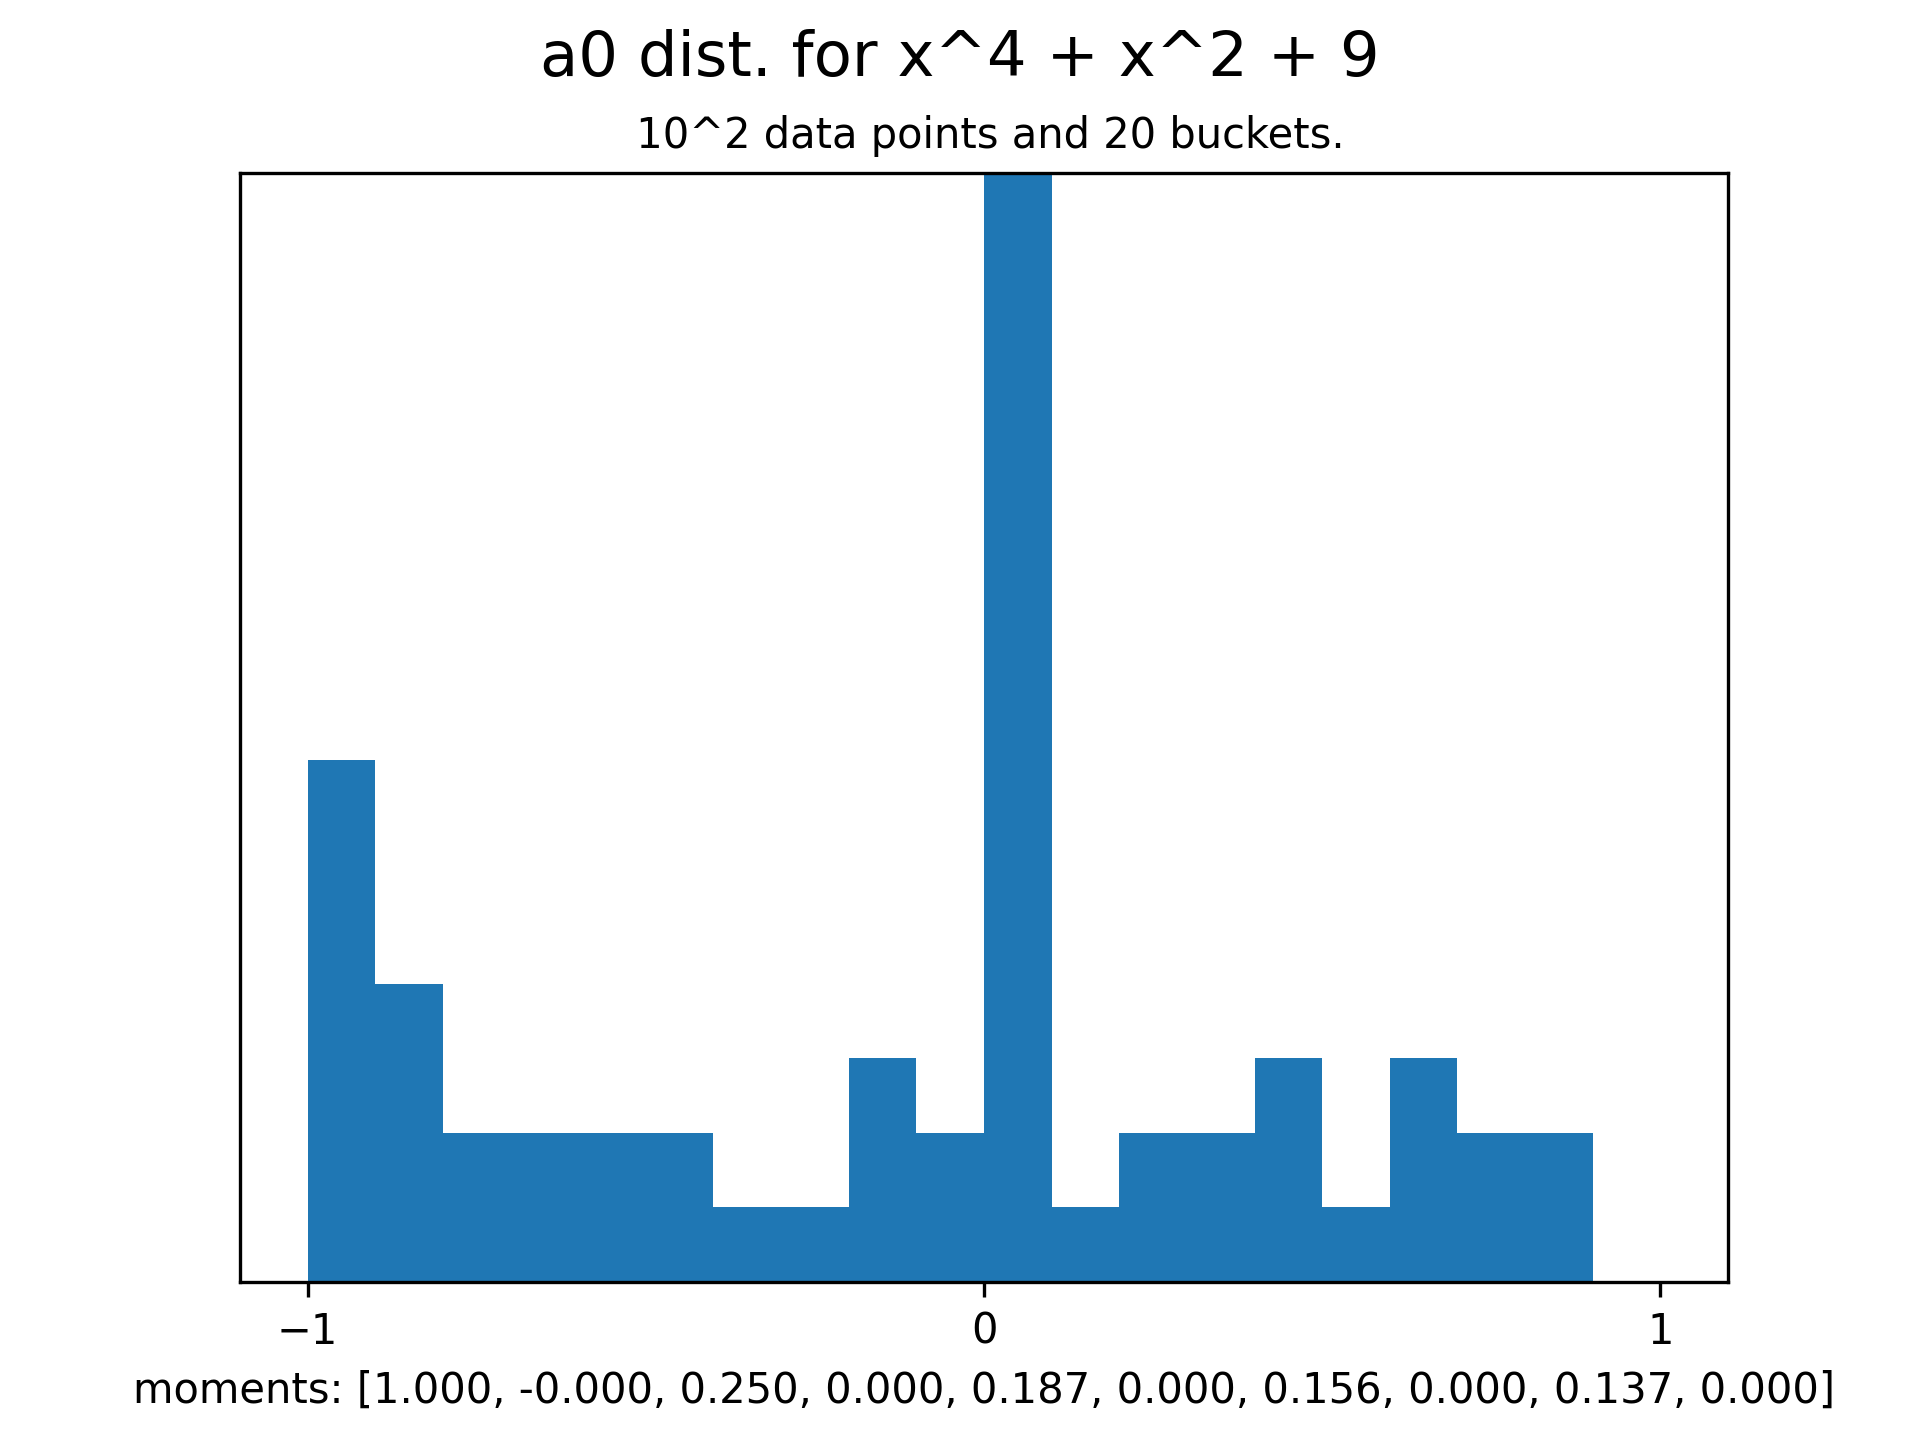 a0 dist. for x^4 + x^2 + 9
10^2 data points and 20 buckets.
−1 0 1
moments: [1.000, -0.000, 0.250, 0.000, 0.187, 0.000, 0.156, 0.000, 0.137, 0.000]